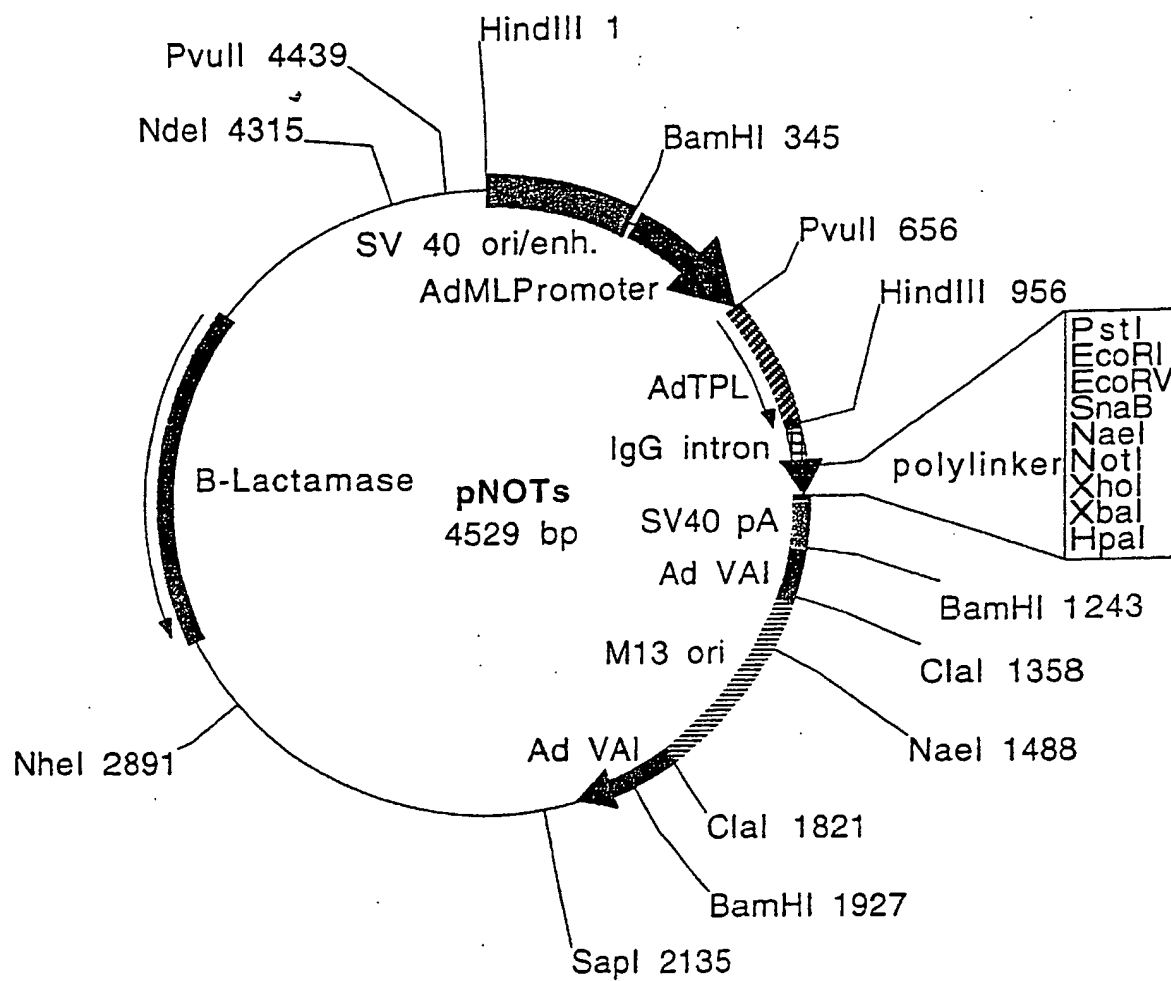 HindIII 1
PvuII 4439
NdeI 4315
BamHI 345
SV 40 ori/enh.
PvuII 656
AdMLPromoter
HindIII 956
PstI
EcoRI
EcoRV
SnaB
NaeI
NotI
XhoI
XbaI
HpaI
AdTPL
IgG intron
polylinker
B-Lactamase
pNOTs
4529 bp
SV40 pA
Ad VAI
BamHI 1243
M13 ori
ClaI 1358
NaeI 1488
Ad VAI
NheI 2891
ClaI 1821
BamHI 1927
SapI 2135